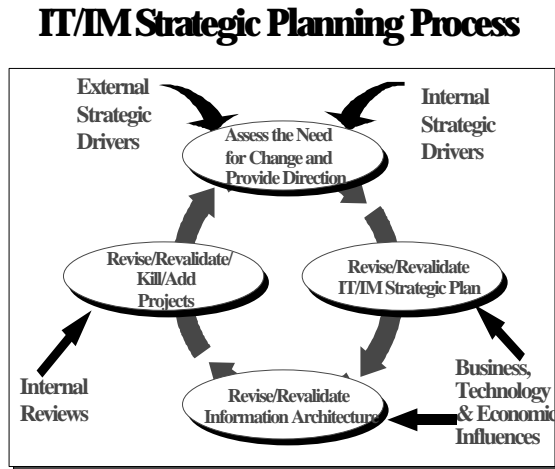 IT/IM Strategic Planning Process
External
Strategic
Drivers
Internal
Strategic
Drivers
Assess the Need
for Change and
Provide Direction
Revise/Revalidate/
Kill/Add
Projects
Revise/Revalidate
IT/IM Strategic Plan
Internal
Reviews
Revise/Revalidate
Information Architecture
Business,
Technology
& Economic
Influences